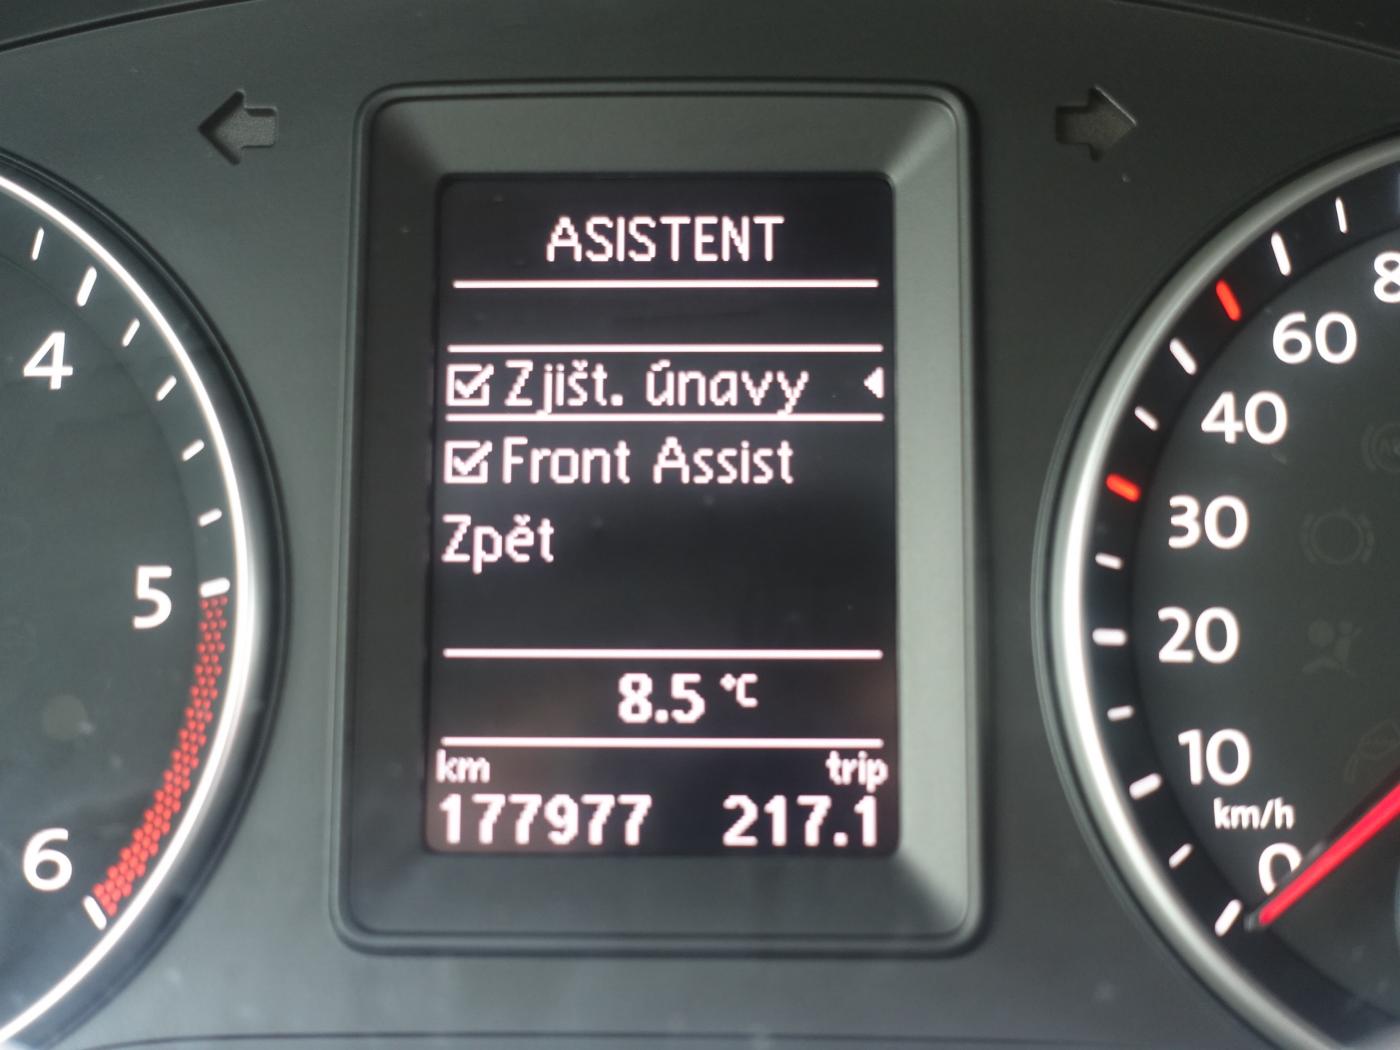 ASISTENT
Zjišt. únavy
Front Assist
Zpět
8.5 °C
km trip
177977 217.1
4
5
6
60
40
30
20
10
km/h
0